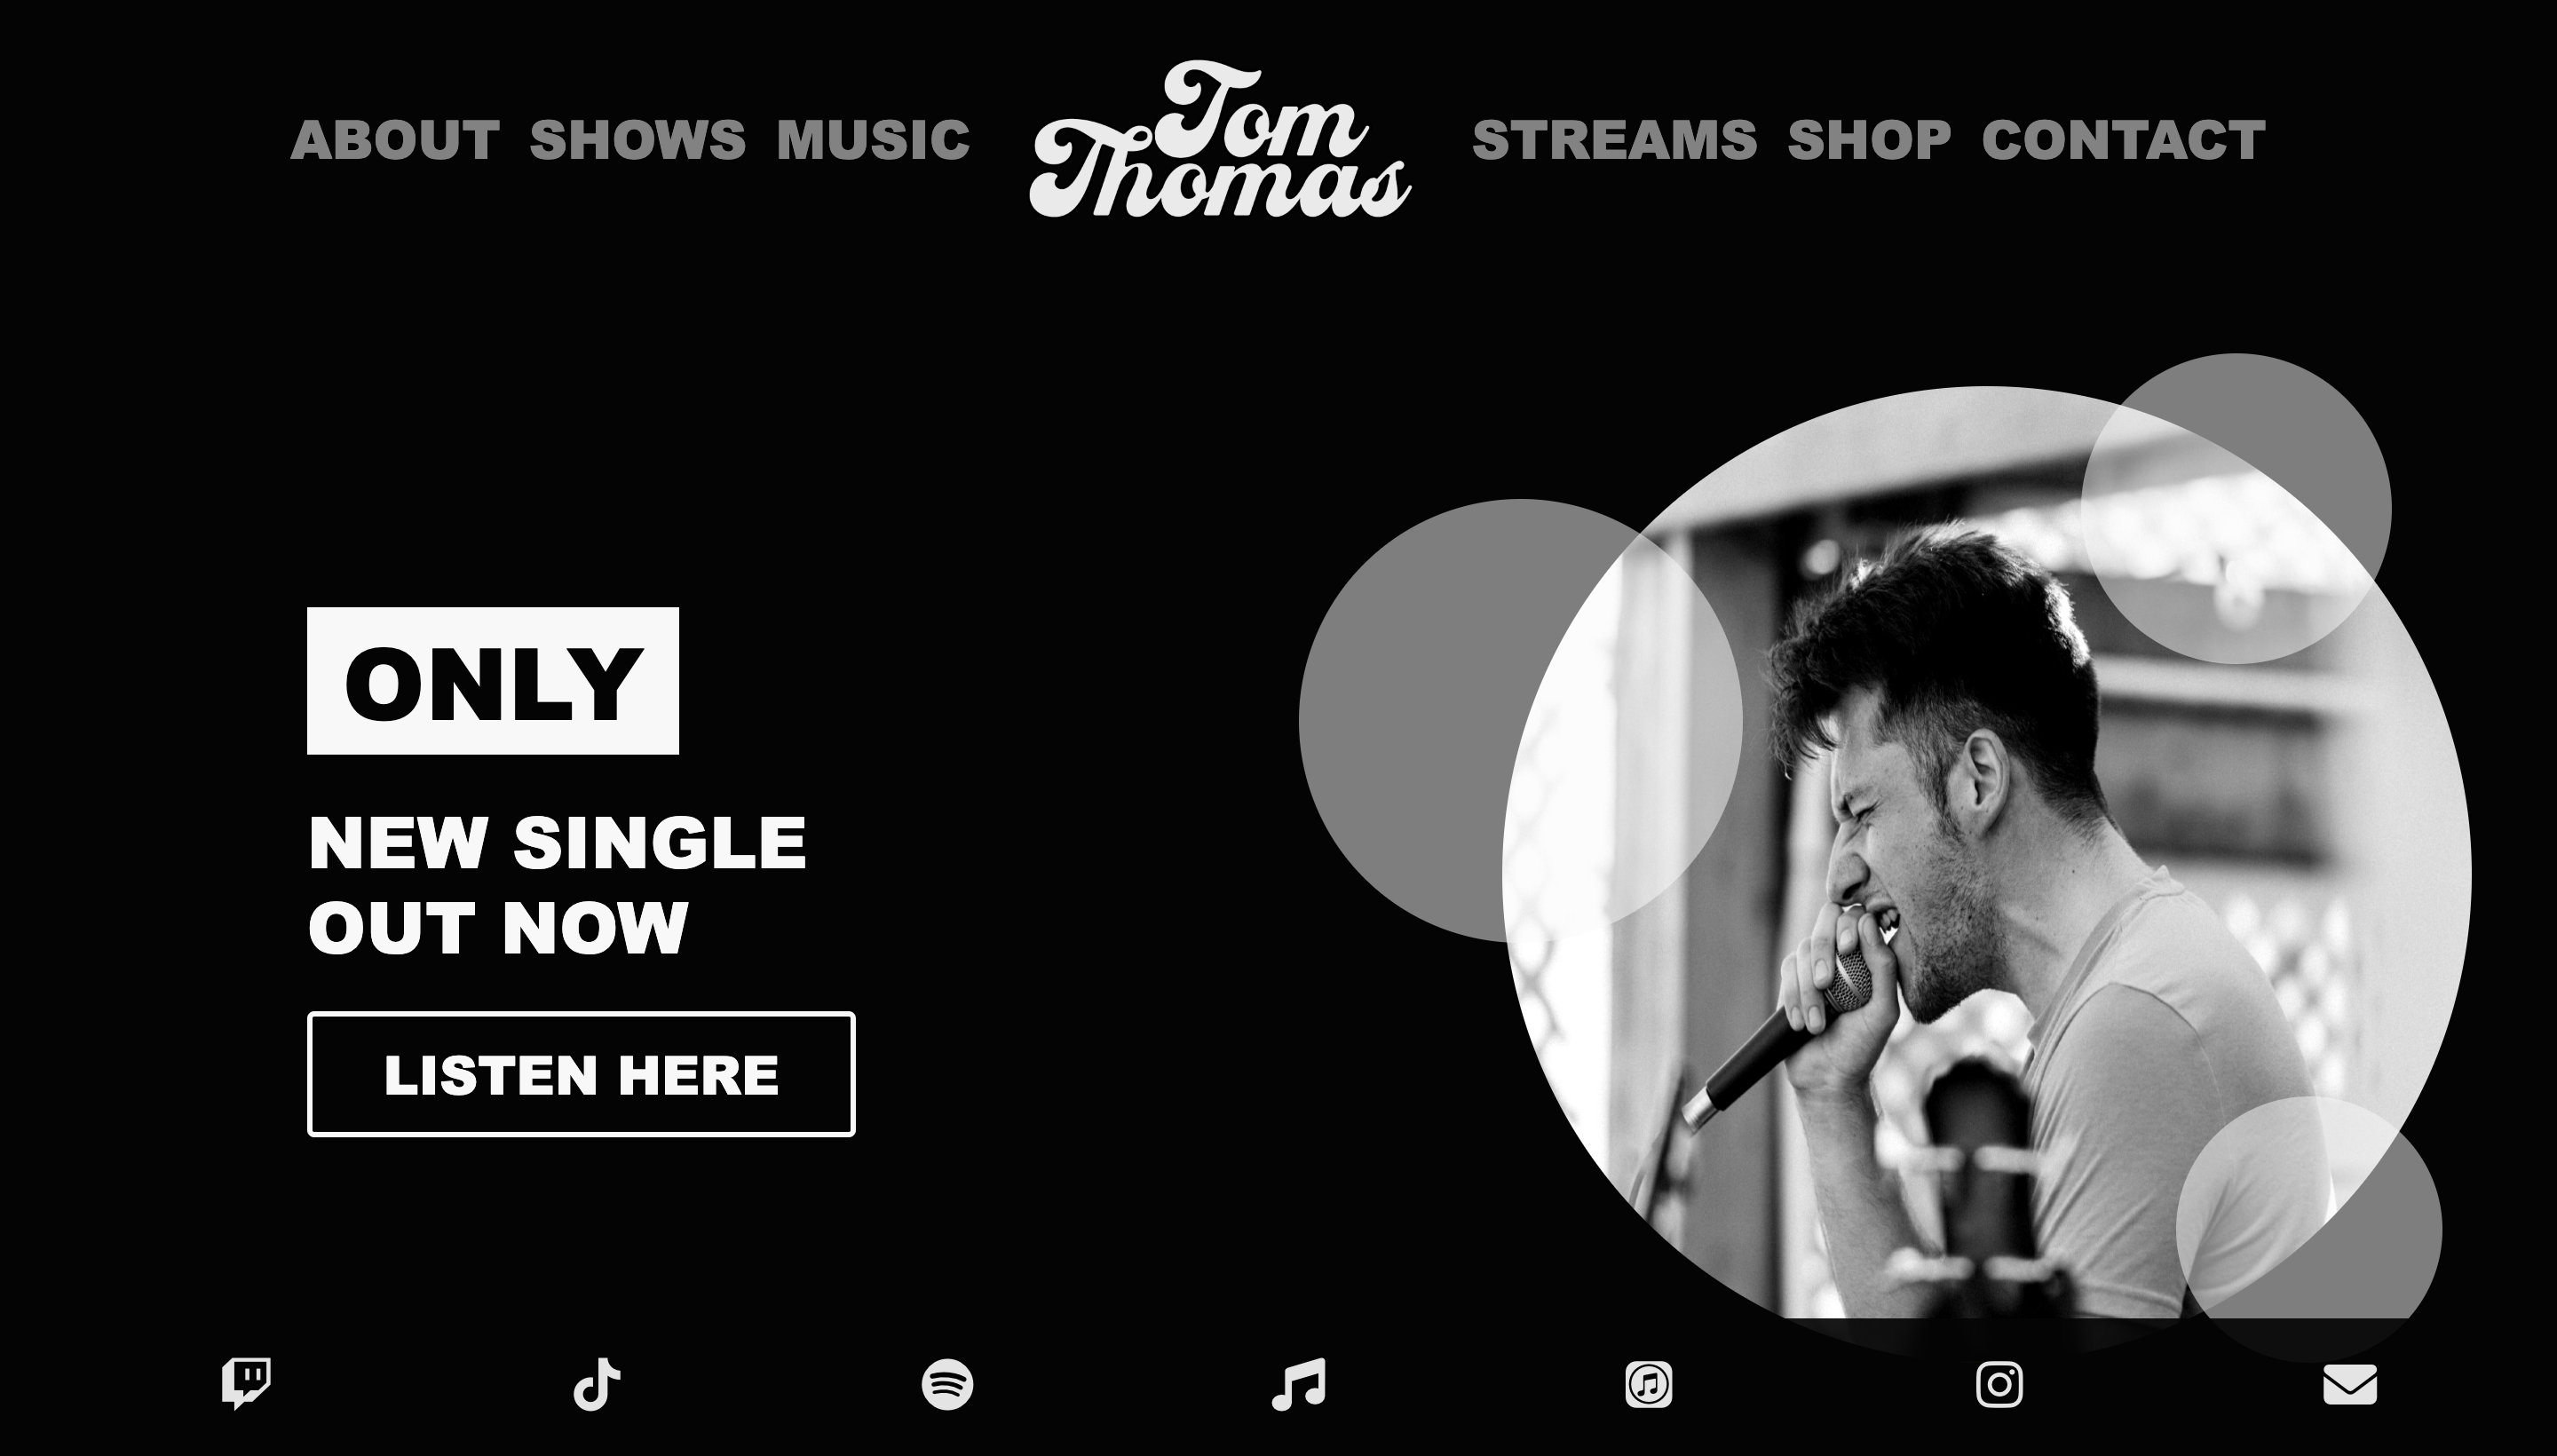 ABOUT SHOWS MUSIC
Tom
Thomas
STREAMS SHOP CONTACT
ONLY
NEW SINGLE
OUT NOW
LISTEN HERE